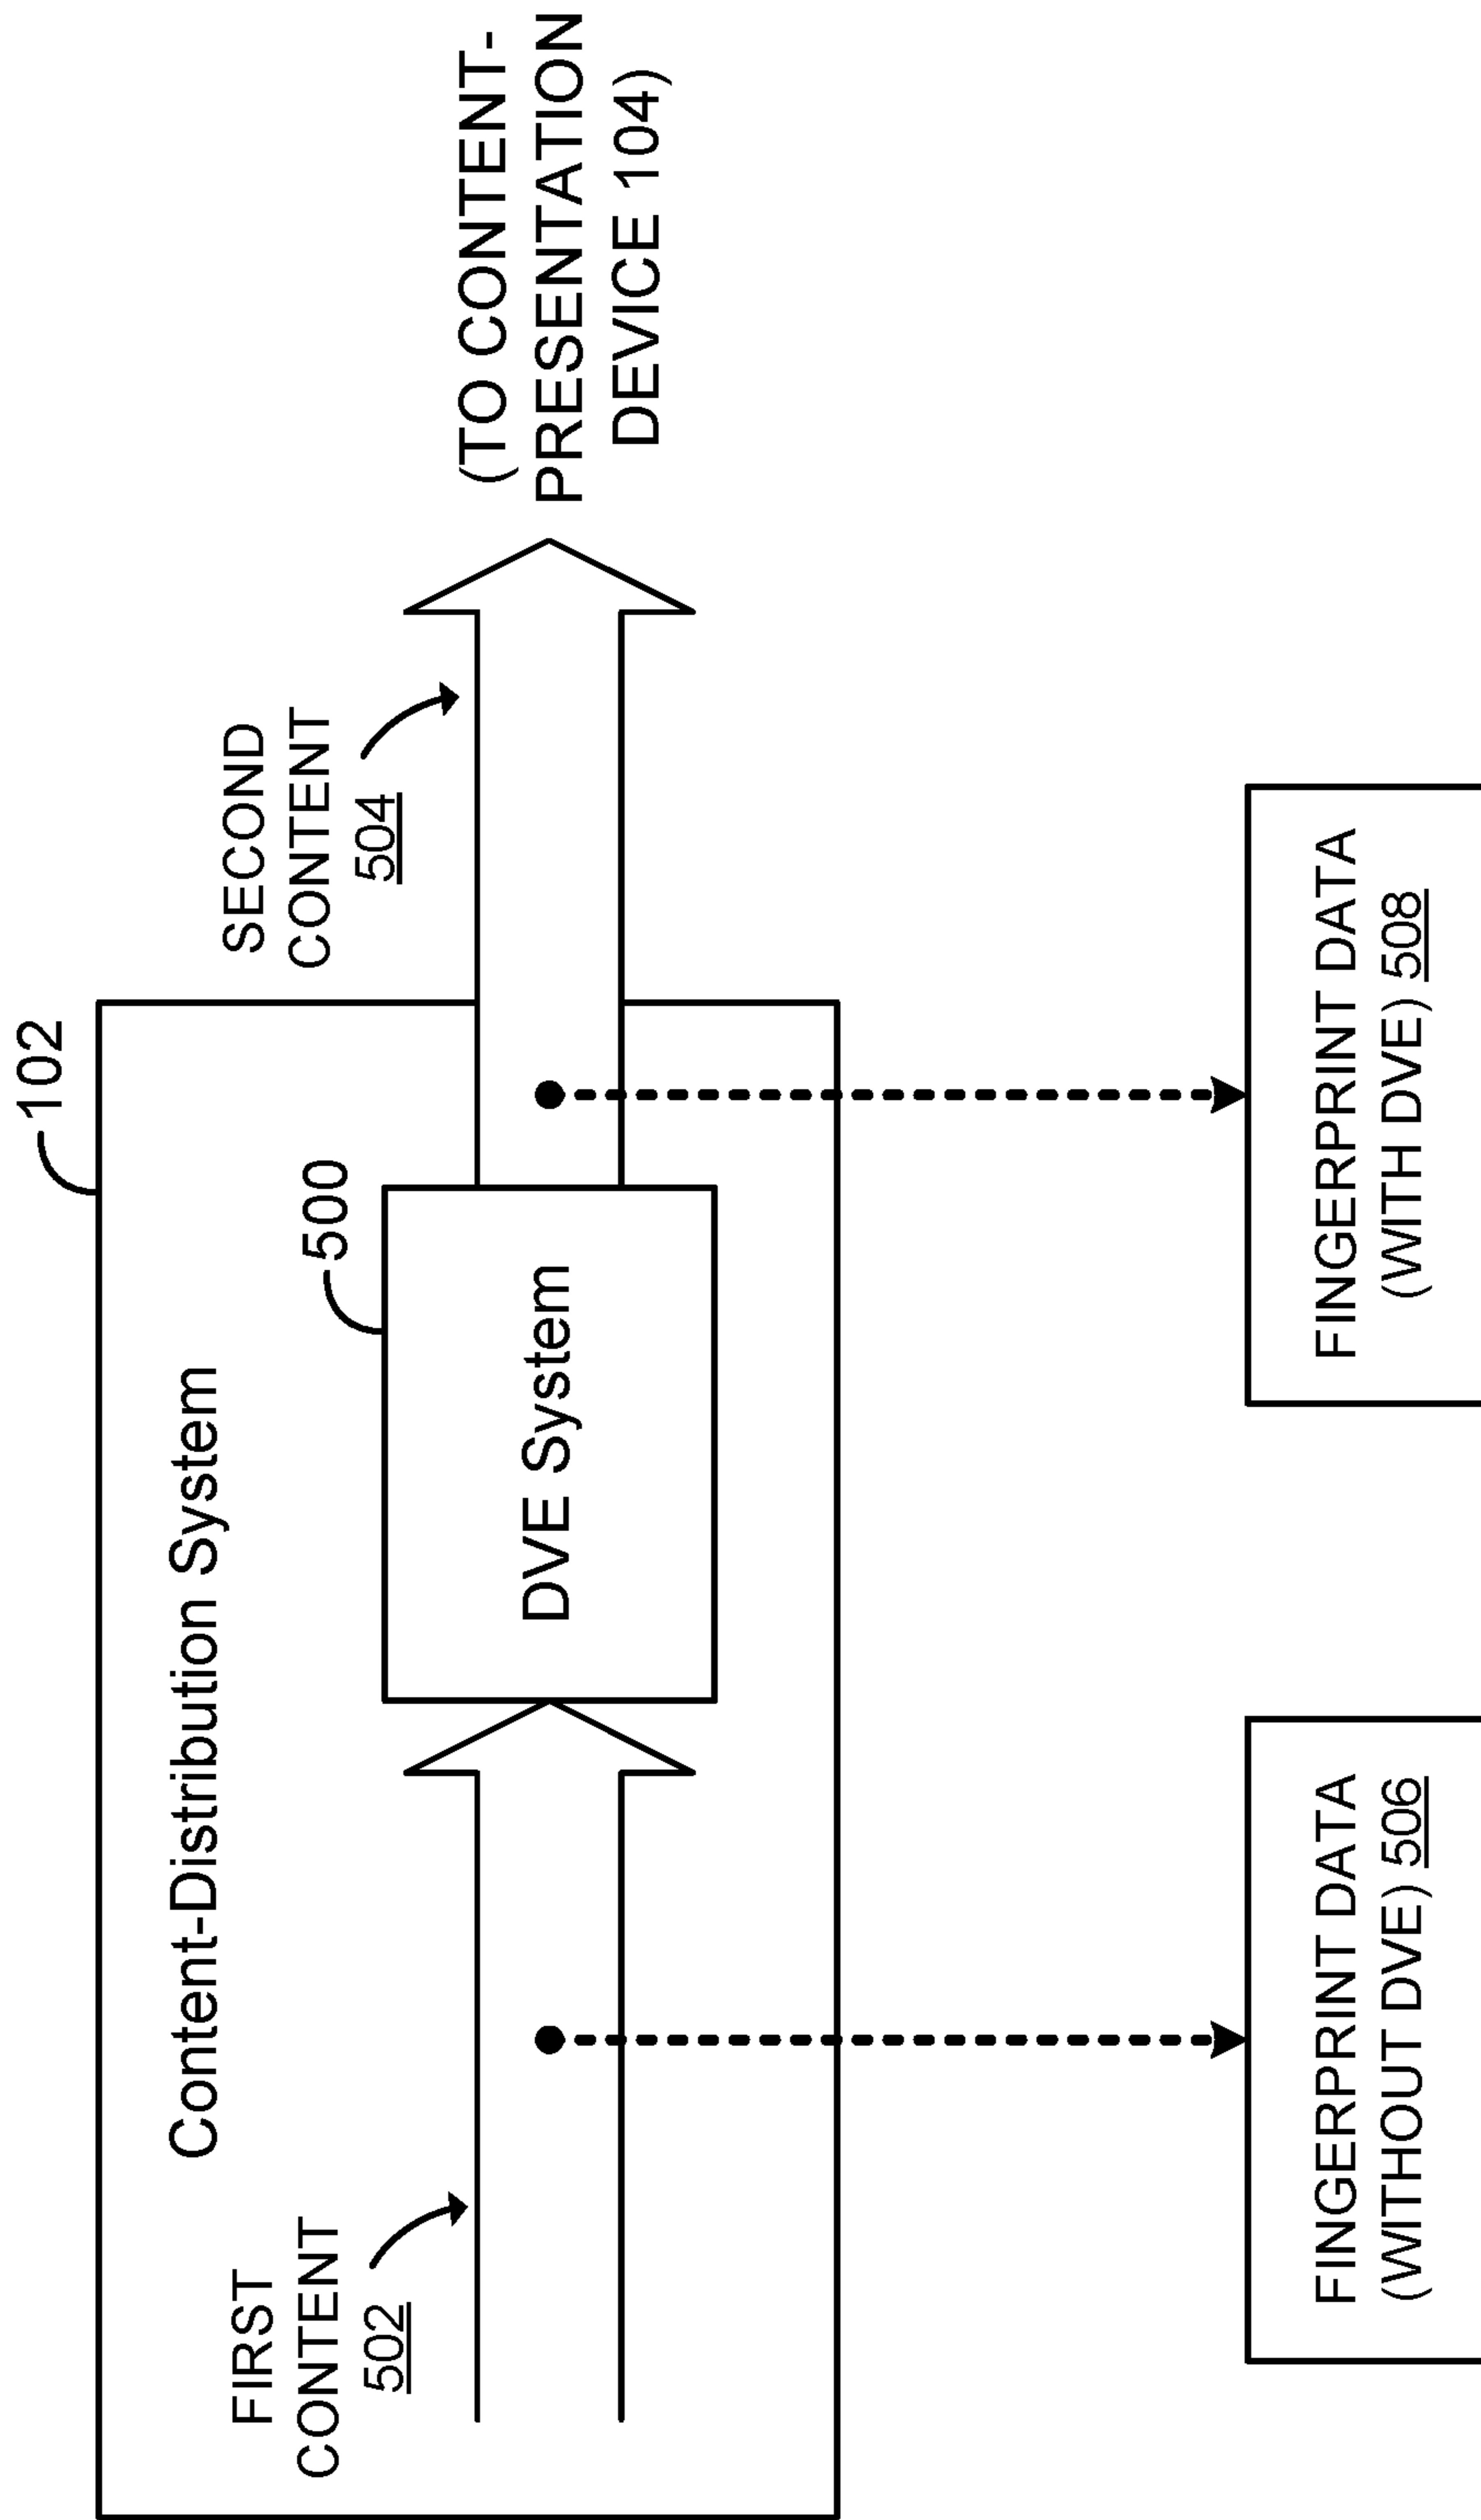 102
Content-Distribution System
FIRST
CONTENT
502
500
DVE System
SECOND
CONTENT
504
(TO CONTENT-
PRESENTATION
DEVICE 104)
FINGERPRINT DATA
(WITHOUT DVE) 506
FINGERPRINT DATA
(WITH DVE) 508